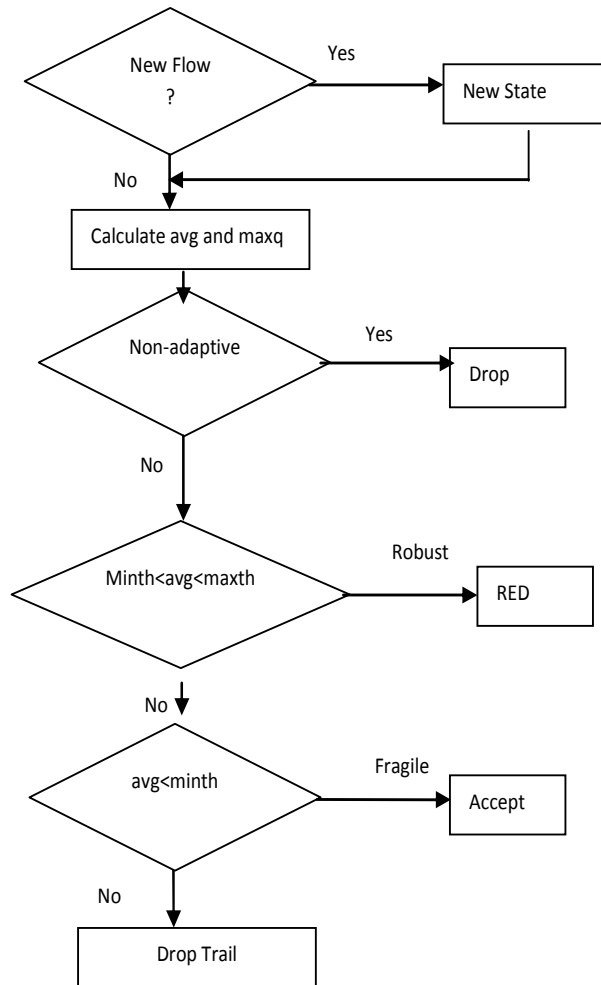 New Flow
?
Yes
New State
No
Calculate avg and maxq
Non-adaptive
Yes
Drop
No
Minth<avg<maxth
Robust
RED
No
avg<minth
Fragile
Accept
No
Drop Trail